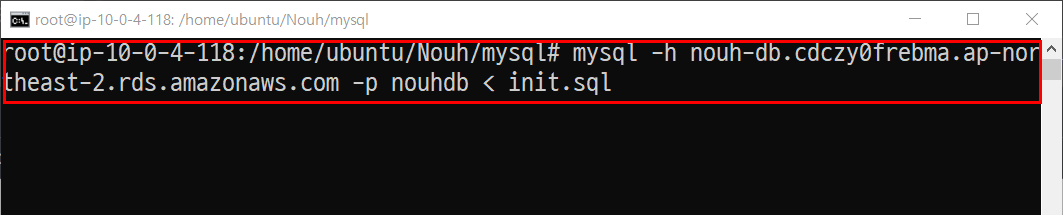 root@ip-10-0-4-118: /home/ubuntu/Nouh/mysql
root@ip-10-0-4-118:/home/ubuntu/Nouh/mysql# mysql -h nouh-db.cdczy0frebma.ap-nor
theast-2.rds.amazonaws.com -p nouhdb < init.sql